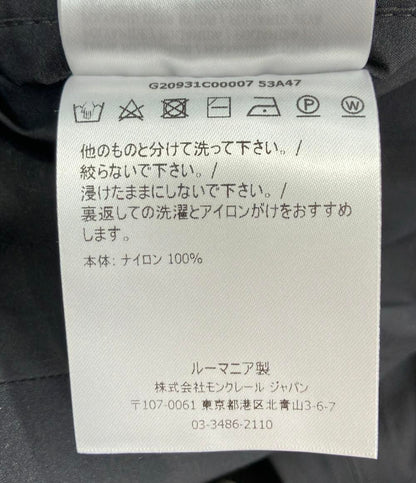 G20931C00007 53A47
P
W
他のものと分けて洗って下さい。/
絞らないで下さい。/
浸けたままにしないで下さい。/
裏返しての洗濯とアイロンがけをおすすめ
します。
本体: ナイロン 100%
ルーマニア製
株式会社モンクレール ジャパン
〒107-0061 東京都港区北青山3-6-7
03-3486-2110